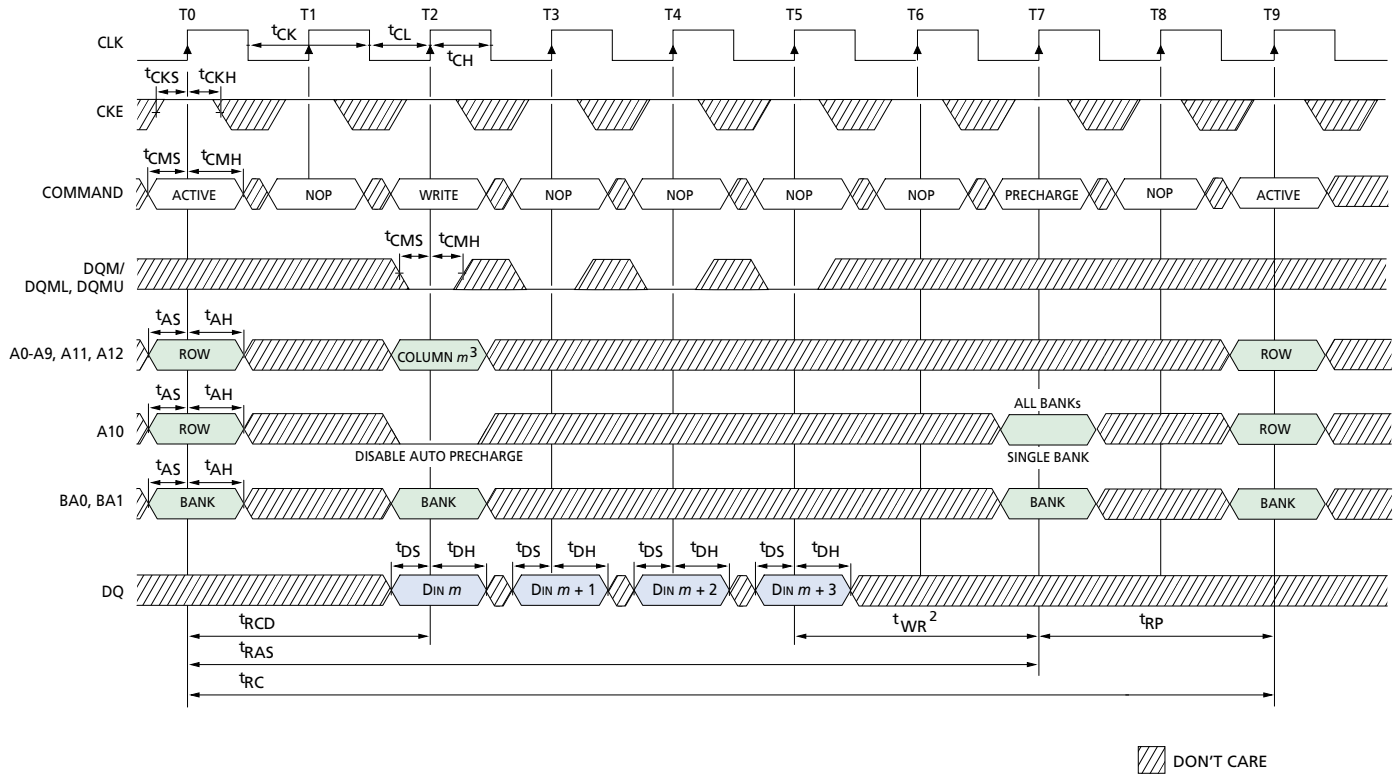 T0 T1 T2 T3 T4 T5 T6 T7 T8 T9
CLK
tCK tCL
tCH
tCKS tCKH
CKE
tCMS tCMH
COMMAND ACTIVE NOP WRITE NOP NOP NOP NOP PRECHARGE NOP ACTIVE
tCMS tCMH
DQM/
DQML, DQMU
tAS tAH
A0-A9, A11, A12 ROW COLUMN m3 ROW
tAS tAH
ALL BANKs
A10 ROW ROW
DISABLE AUTO PRECHARGE SINGLE BANK
tAS tAH
BA0, BA1 BANK BANK BANK BANK
tDS tDH tDS tDH tDS tDH tDS tDH
DQ DIN m DIN m + 1 DIN m + 2 DIN m + 3
tRCD tWR2 tRP
tRAS
tRC
DON'T CARE